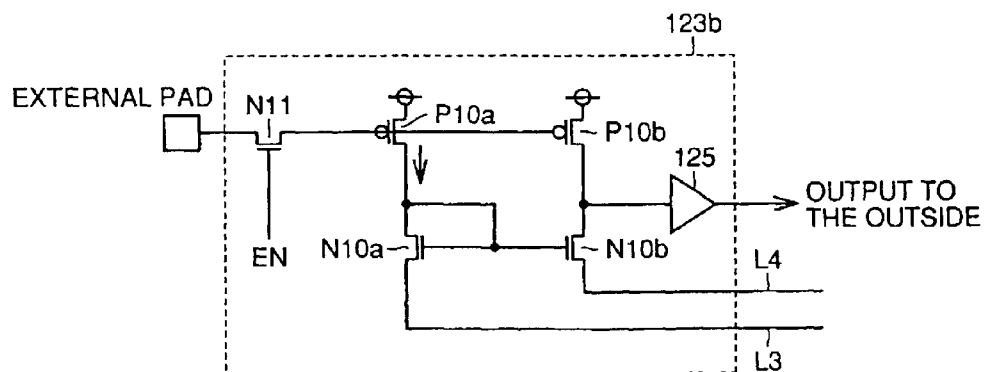 123b
EXTERNAL PAD
N11
P10a
P10b
125
OUTPUT TO
THE OUTSIDE
EN
N10a
N10b
L4
L3